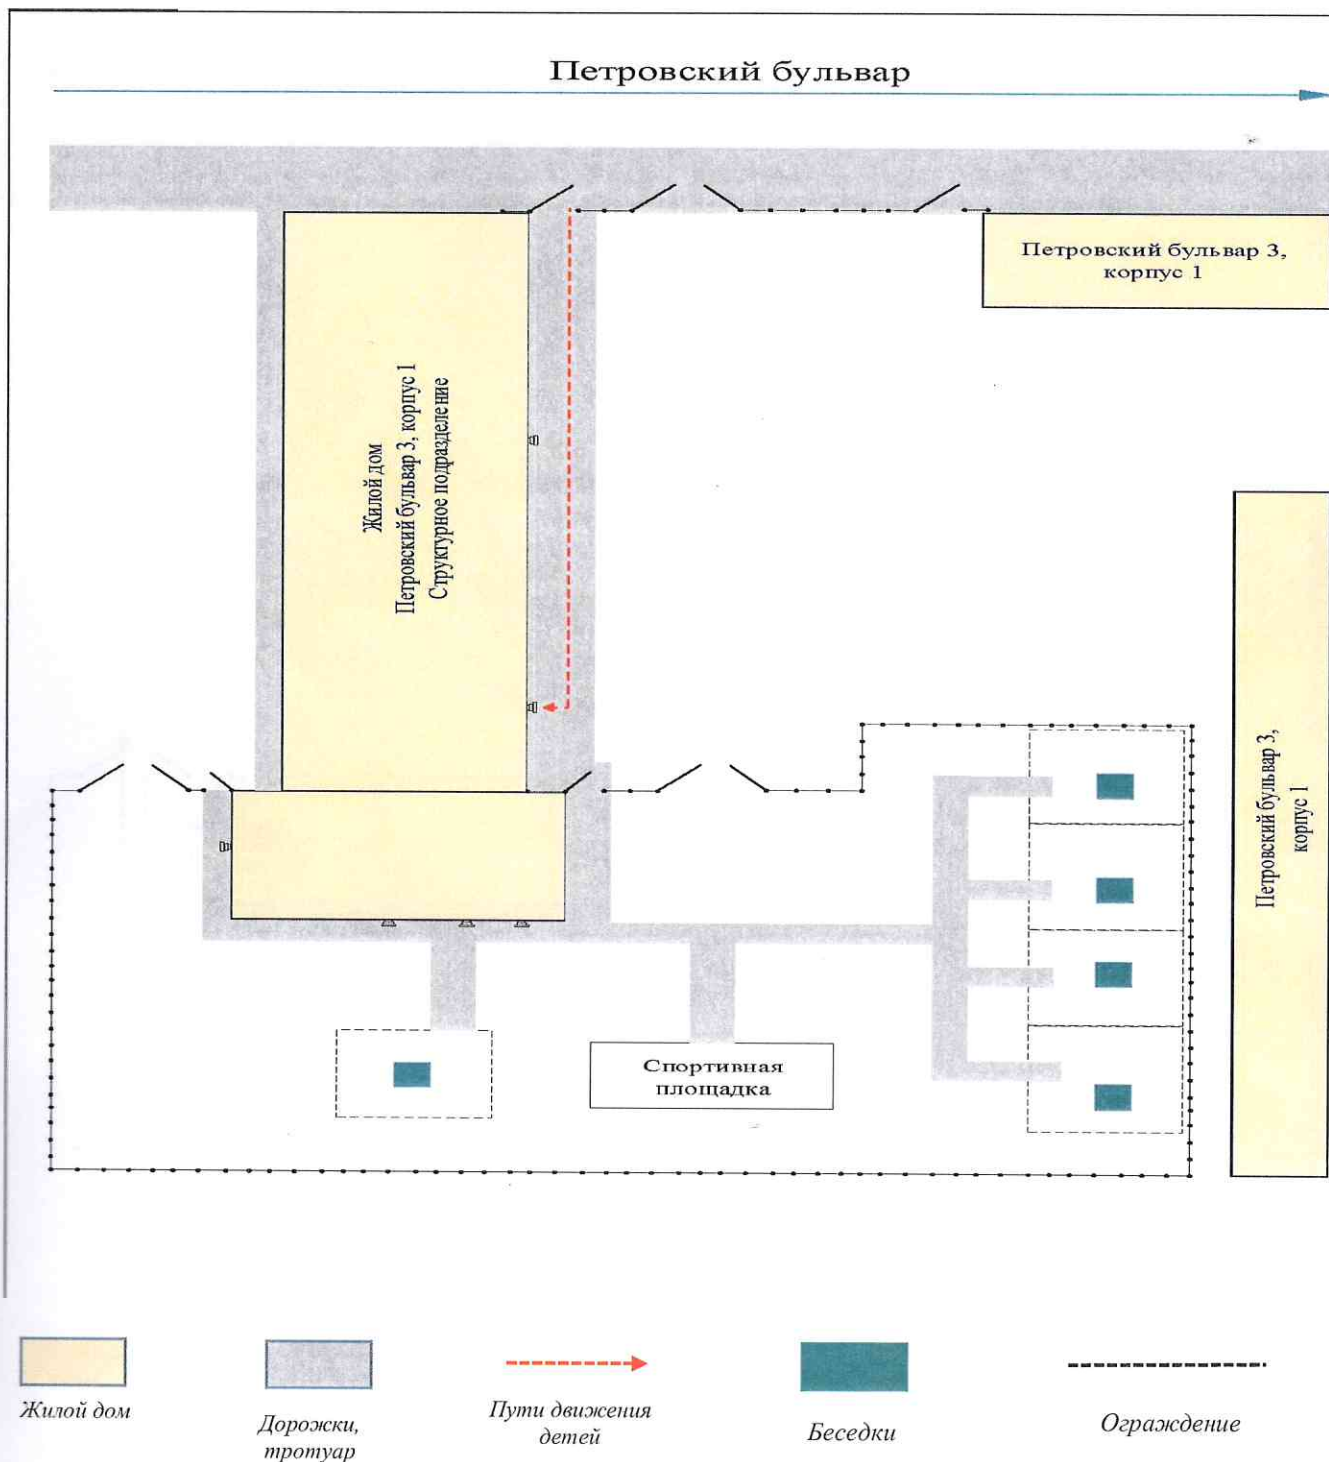 Петровский бульвар
Петровский бульвар 3,
корпус 1
Жилой дом
Петровский бульвар 3, корпус 1
Структурное подразделение
Петровский бульвар 3,
корпус 1
Спортивная
площадка
Жилой дом
Дорожки,
тротуар
Пути движения
детей
Беседки
Ограждение